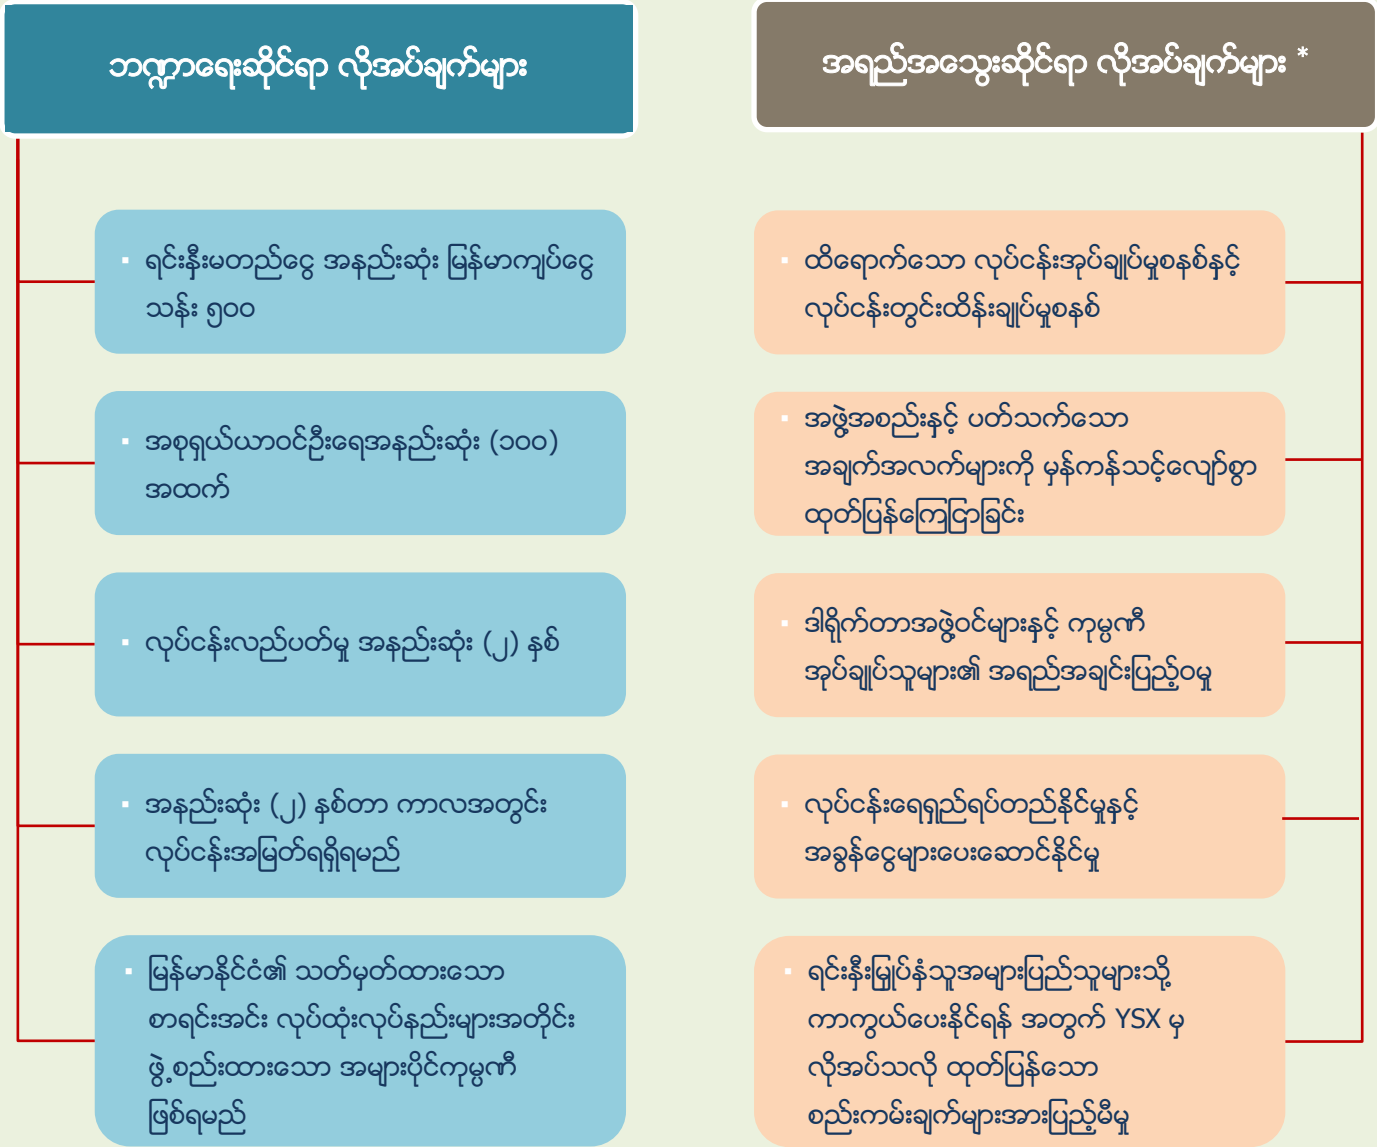 ဘဏ္ဍာရေးဆိုင်ရာ လိုအပ်ချက်များ
ရင်းနှီးမတည်ငွေ အနည်းဆုံး မြန်မာကျပ်ငွေ
သန်း ၅၀၀
အစုရှယ်ယာဝင်ဦးရေအနည်းဆုံး (၁၀၀)
အထက်
လုပ်ငန်းလည်ပတ်မှု အနည်းဆုံး (၂) နှစ်
အနည်းဆုံး (၂) နှစ်တာ ကာလအတွင်း
လုပ်ငန်းအမြတ်ရရှိရမည်
မြန်မာနိုင်ငံ၏ သတ်မှတ်ထားသော
စာရင်းအင်း လုပ်ထုံးလုပ်နည်းများအတိုင်း
ဖွဲ့စည်းထားသော အများပိုင်ကုမ္ပဏီ
ဖြစ်ရမည်
အရည်အသွေးဆိုင်ရာ လိုအပ်ချက်များ *
ထိရောက်သော လုပ်ငန်းအုပ်ချုပ်မှုစနစ်နှင့်
လုပ်ငန်းတွင်းထိန်းချုပ်မှုစနစ်
အဖွဲ့အစည်းနှင့် ပတ်သက်သော
အချက်အလက်များကို မှန်ကန်သင့်လျော်စွာ
ထုတ်ပြန်ကြေငြာခြင်း
ဒါရိုက်တာအဖွဲ့ဝင်များနှင့် ကုမ္ပဏီ
အုပ်ချုပ်သူများ၏ အရည်အချင်းပြည့်ဝမှု
လုပ်ငန်းရေရှည်ရပ်တည်နိုင်မှုနှင့်
အခွန်ငွေများပေးဆောင်နိုင်မှု
ရင်းနှီးမြှုပ်နှံသူအများပြည်သူများသို့
ကာကွယ်ပေးနိုင်ရန် အတွက် YSX မှ
လိုအပ်သလို ထုတ်ပြန်သော
စည်းကမ်းချက်များအားပြည့်မီမှု